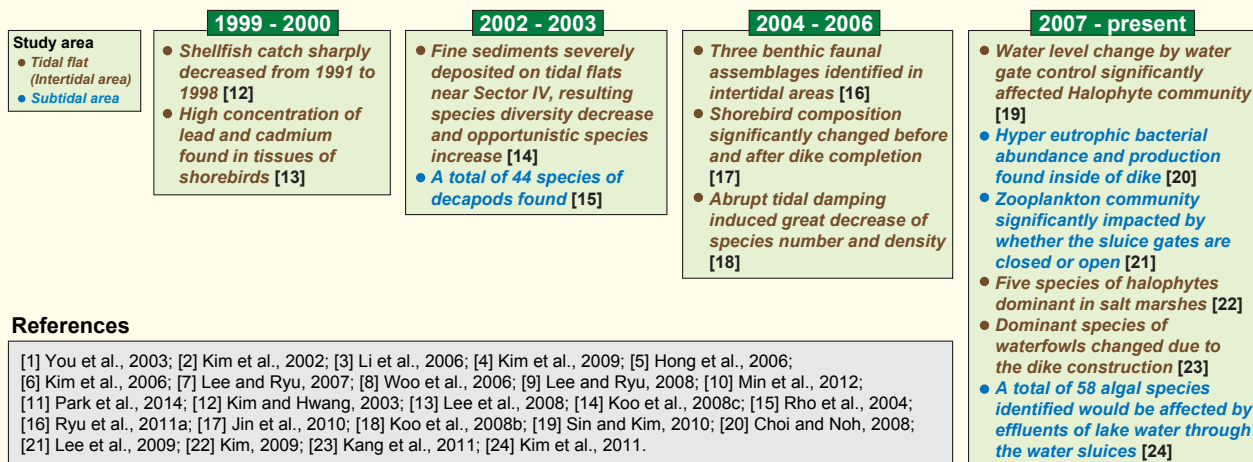 Study area
• Tidal flat
(Intertidal area)
• Subtidal area
1999 - 2000
• Shellfish catch sharply
decreased from 1991 to
1998 [12]
• High concentration of
lead and cadmium
found in tissues of
shorebirds [13]
2002 - 2003
• Fine sediments severely
deposited on tidal flats
near Sector IV, resulting
species diversity decrease
and opportunistic species
increase [14]
• A total of 44 species of
decapods found [15]
2004 - 2006
• Three benthic faunal
assemblages identified in
intertidal areas [16]
• Shorebird composition
significantly changed before
and after dike completion
[17]
• Abrupt tidal damping
induced great decrease of
species number and density
[18]
2007 - present
• Water level change by water
gate control significantly
affected Halophyte community
[19]
• Hyper eutrophic bacterial
abundance and production
found inside of dike [20]
• Zooplankton community
significantly impacted by
whether the sluice gates are
closed or open [21]
• Five species of halophytes
dominant in salt marshes [22]
• Dominant species of
waterfowls changed due to
the dike construction [23]
• A total of 58 algal species
identified would be affected by
effluents of lake water through
the water sluices [24]
References
[1] You et al., 2003; [2] Kim et al., 2002; [3] Li et al., 2006; [4] Kim et al., 2009; [5] Hong et al., 2006;
[6] Kim et al., 2006; [7] Lee and Ryu, 2007; [8] Woo et al., 2006; [9] Lee and Ryu, 2008; [10] Min et al., 2012;
[11] Park et al., 2014; [12] Kim and Hwang, 2003; [13] Lee et al., 2008; [14] Koo et al., 2008c; [15] Rho et al., 2004;
[16] Ryu et al., 2011a; [17] Jin et al., 2010; [18] Koo et al., 2008b; [19] Sin and Kim, 2010; [20] Choi and Noh, 2008;
[21] Lee et al., 2009; [22] Kim, 2009; [23] Kang et al., 2011; [24] Kim et al., 2011.